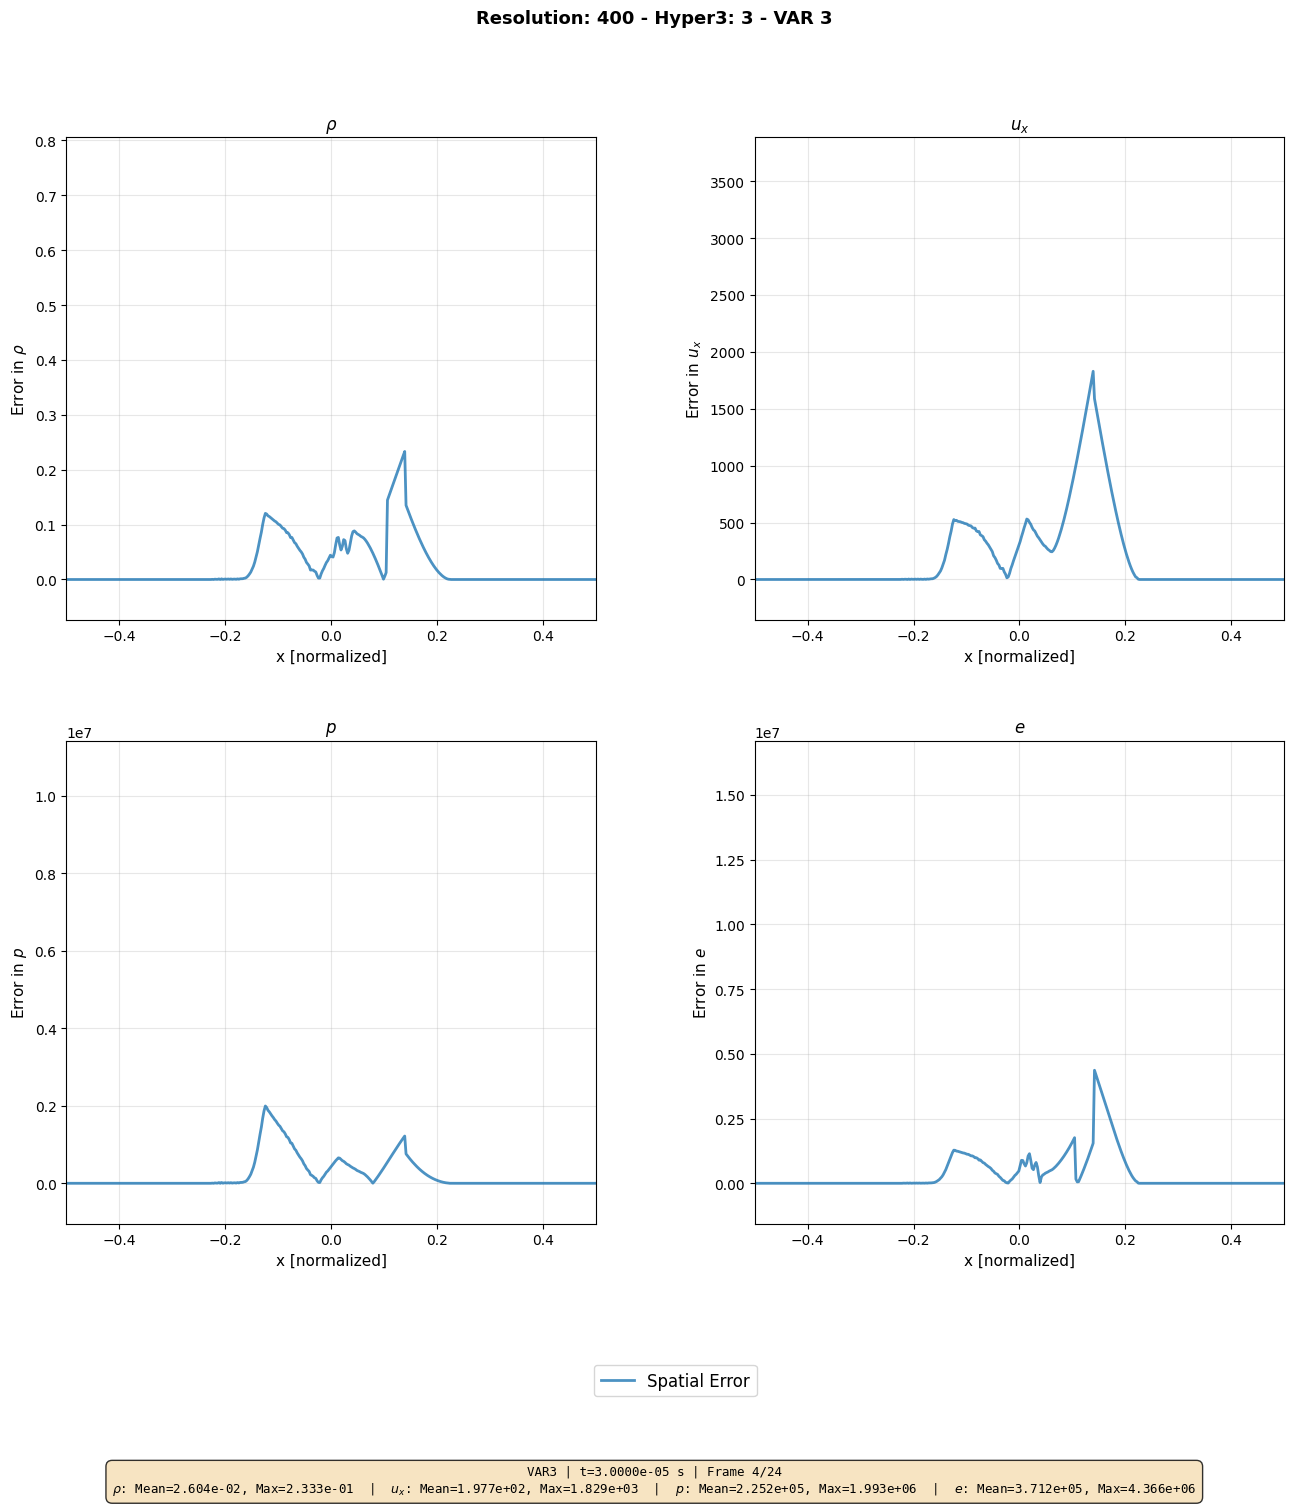 Resolution: 400 - Hyper3: 3 - VAR 3
ρ
0.8
0.7
0.6
0.5
0.4
0.3
0.2
0.1
0.0
Error in ρ
−0.4 −0.2 0.0 0.2 0.4
x [normalized]
u_x
3500
3000
2500
2000
1500
1000
500
0
Error in u_x
−0.4 −0.2 0.0 0.2 0.4
x [normalized]
p
1e7
1.0
0.8
0.6
0.4
0.2
0.0
Error in p
−0.4 −0.2 0.0 0.2 0.4
x [normalized]
e
1e7
1.50
1.25
1.00
0.75
0.50
0.25
0.00
Error in e
−0.4 −0.2 0.0 0.2 0.4
x [normalized]
Spatial Error
VAR3 | t=3.0000e-05 s | Frame 4/24
ρ: Mean=2.604e-02, Max=2.333e-01 | u_x: Mean=1.977e+02, Max=1.829e+03 | p: Mean=2.252e+05, Max=1.993e+06 | e: Mean=3.712e+05, Max=4.366e+06